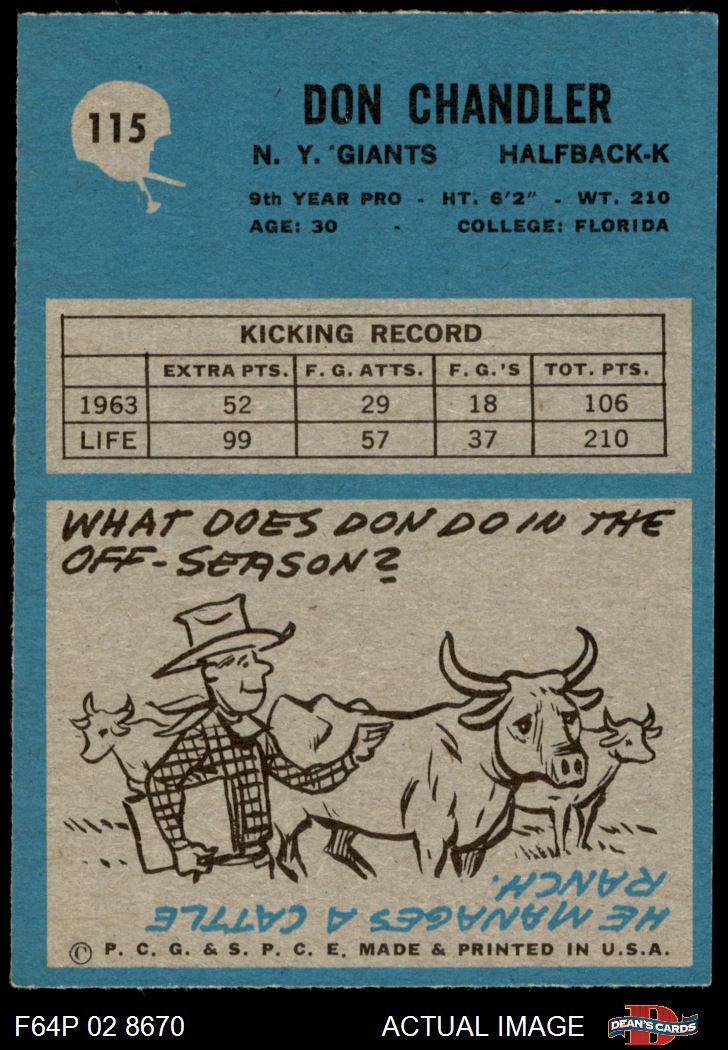 115
DON CHANDLER
N. Y. GIANTS HALFBACK-K
9th YEAR PRO - HT. 6'2" - WT. 210
AGE: 30 - COLLEGE: FLORIDA
KICKING RECORD
EXTRA PTS. F. G. ATTS. F. G.'S TOT. PTS.
1963 52 29 18 106
LIFE 99 57 37 210
WHAT DOES DON DO IN THE
OFF-SEASON?
HE MANAGES A CATTLE
RANCH.
© P. C. G. & S. P. C. E. MADE & PRINTED IN U.S.A.
F64P 02 8670 ACTUAL IMAGE DEAN'S CARDS